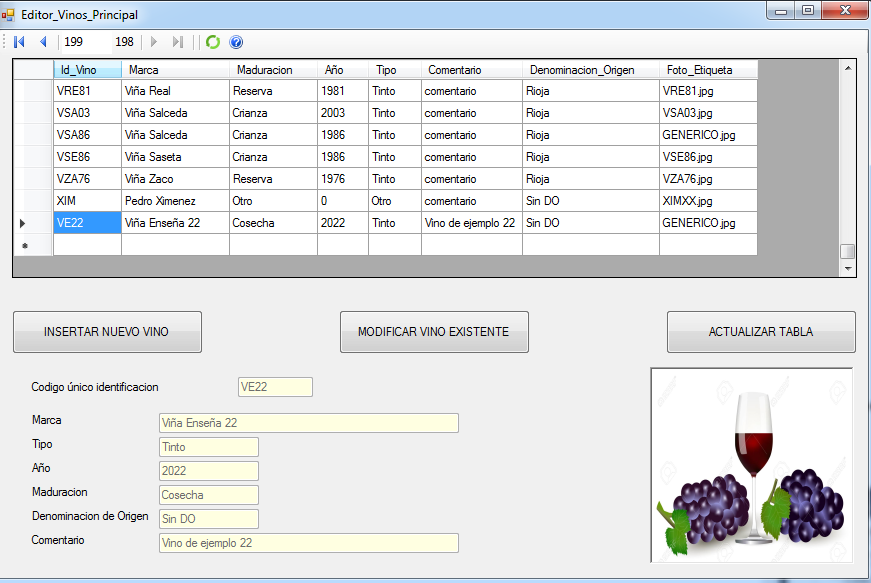 Editor_Vinos_Principal
199 198
Id_Vino Marca Maduracion Año Tipo Comentario Denominacion_Origen Foto_Etiqueta
VRE81 Viña Real Reserva 1981 Tinto comentario Rioja VRE81.jpg
VSA03 Viña Salceda Crianza 2003 Tinto comentario Rioja VSA03.jpg
VSA86 Viña Salceda Crianza 1986 Tinto comentario Rioja GENERICO.jpg
VSE86 Viña Saseta Crianza 1986 Tinto comentario Rioja VSE86.jpg
VZA76 Viña Zaco Reserva 1976 Tinto comentario Rioja VZA76.jpg
XIM Pedro Ximenez Otro 0 Otro comentario Sin DO XIMXX.jpg
VE22 Viña Enseña 22 Cosecha 2022 Tinto Vino de ejemplo 22 Sin DO GENERICO.jpg
INSERTAR NUEVO VINO MODIFICAR VINO EXISTENTE ACTUALIZAR TABLA
Codigo único identificacion VE22
Marca Viña Enseña 22
Tipo Tinto
Año 2022
Maduracion Cosecha
Denominacion de Origen Sin DO
Comentario Vino de ejemplo 22